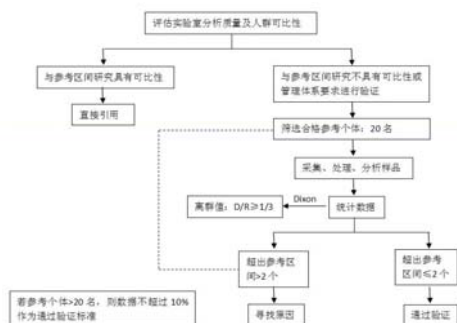 评估实验室分析质量及人群可比性
与参考区间研究具有可比性
与参考区间研究不具有可比性或
管理体系要求进行验证
直接引用
筛选合格参考个体：20 名
采集、处理、分析样品
Dixon
离群值：D/R≥1/3
统计数据
超出参考区
间>2 个
超出参考
区间≤2 个
若参考个体>20 名，则数据不超过 10%
作为通过验证标准
寻找原因
通过验证